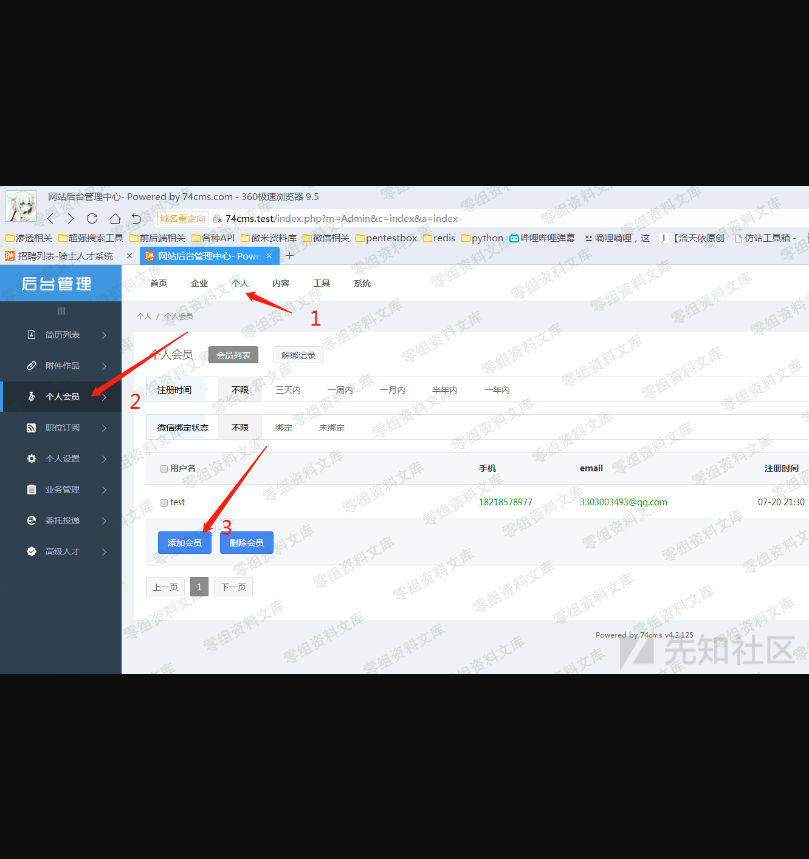 网站后台管理中心- Powered by 74cms.com - 360极速浏览器 9.5
域名重定向 74cms.test/index.php?m=Admin&c=index&a=index
渗透相关 超强搜索工具 前后端相关 各种API 微米资料库 微信相关 pentestbox redis python 哔哩哔哩弹幕 嘀哩嘀哩，这 【洛天依原创 仿站工具箱 -
招聘列表-骑士人才系统 × 网站后台管理中心- Powe × +
后台管理 首页 企业 个人 内容 工具 系统
1
个人 / 个人会员
简历列表
个人会员 会员列表 解绑记录
附件作品
2
个人会员
注册时间 不限 三天内 一周内 一月内 半年内 一年内
职位订阅
微信绑定状态 不限 绑定 未绑定
个人设置
用户名 手机 email 注册时间
业务管理
test 18218578977 3303003493@qq.com 07-20 21:30
委托投递
3
添加会员 删除会员
高级人才
上一页 1 下一页
Powered by 74cms v4.2.125
先知社区
零组资料文库